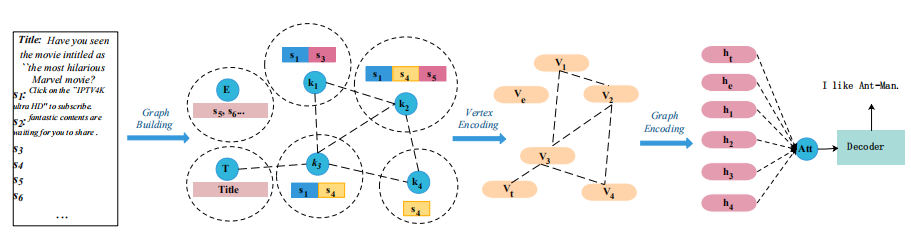 Title: Have you seen
the movie intitled as
``the most hilarious
Marvel movie?
s1: Click on the ``IPTV4K
ultra HD" to subscribe.
s2: fantastic contents are
waiting for you to share .
s3
s4
s5
s6
...
Graph
Building
E
s5, s6...
T
Title
s1 s3
k1
s1 s4 s5
k2
k3
s1 s4
k4
s4
Vertex
Encoding
V1
Ve
V2
V3
Vt
V4
Graph
Encoding
ht
he
h1
h2
h3
h4
Att
Decoder
I like Ant-Man.